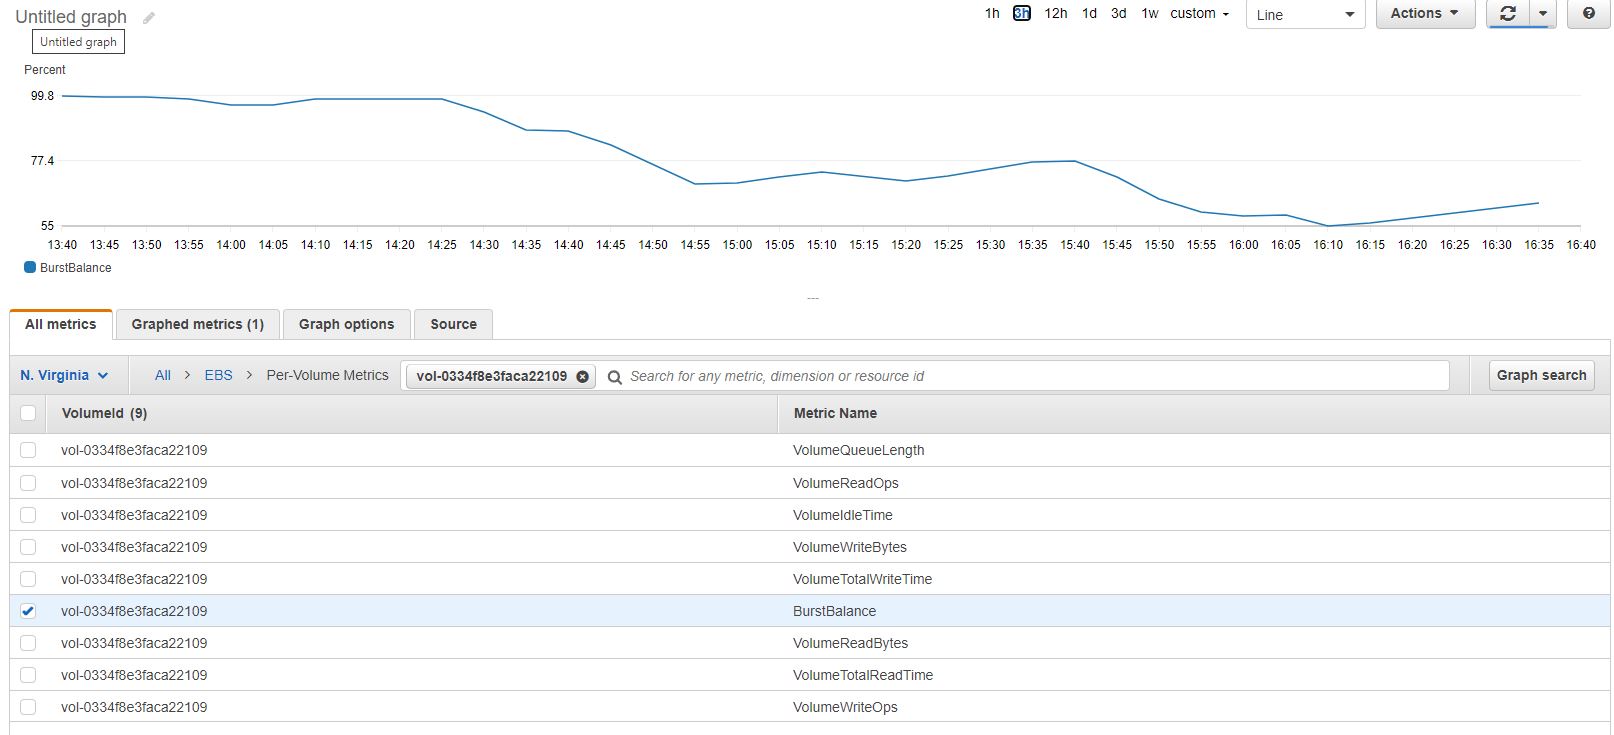 Untitled graph
1h 3h 12h 1d 3d 1w custom Line Actions
Untitled graph
Percent
99.8
77.4
55
13:40 13:45 13:50 13:55 14:00 14:05 14:10 14:15 14:20 14:25 14:30 14:35 14:40 14:45 14:50 14:55 15:00 15:05 15:10 15:15 15:20 15:25 15:30 15:35 15:40 15:45 15:50 15:55 16:00 16:05 16:10 16:15 16:20 16:25 16:30 16:35 16:40
BurstBalance
All metrics Graphed metrics (1) Graph options Source
N. Virginia All > EBS > Per-Volume Metrics vol-0334f8e3faca22109 Search for any metric, dimension or resource id Graph search
VolumeId (9) Metric Name
vol-0334f8e3faca22109 VolumeQueueLength
vol-0334f8e3faca22109 VolumeReadOps
vol-0334f8e3faca22109 VolumeIdleTime
vol-0334f8e3faca22109 VolumeWriteBytes
vol-0334f8e3faca22109 VolumeTotalWriteTime
vol-0334f8e3faca22109 BurstBalance
vol-0334f8e3faca22109 VolumeReadBytes
vol-0334f8e3faca22109 VolumeTotalReadTime
vol-0334f8e3faca22109 VolumeWriteOps